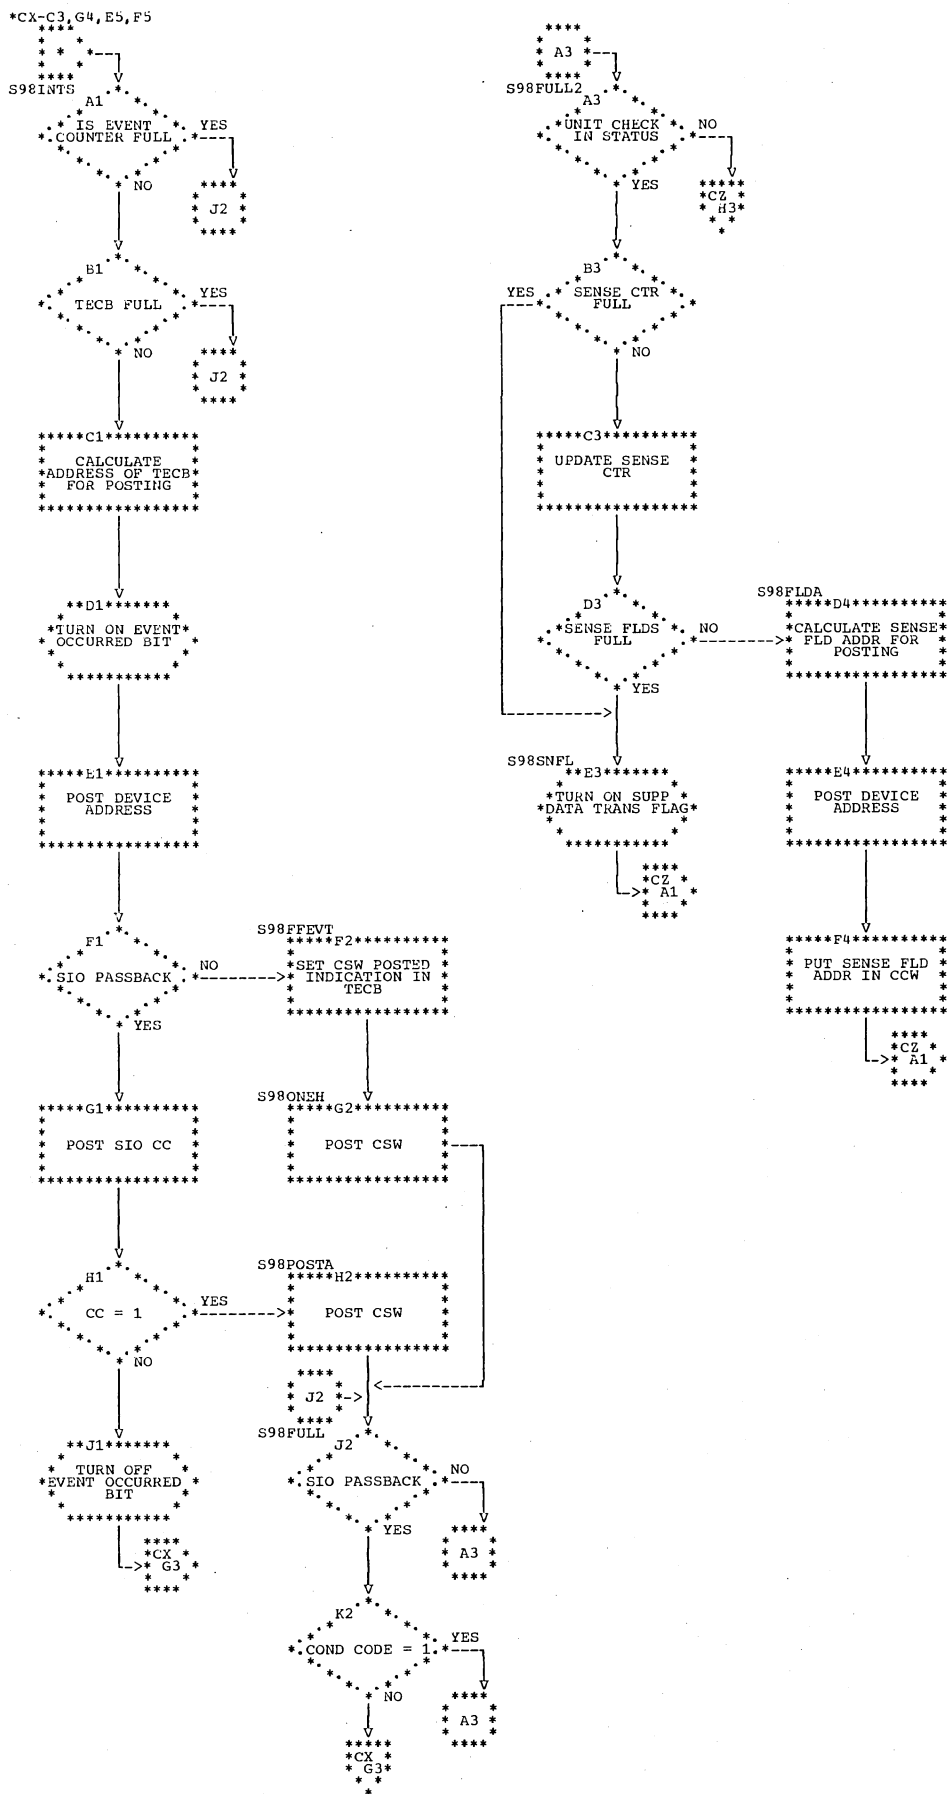 *CX-C3,G4,E5,F5
S98INTS
A1
IS EVENT
COUNTER FULL
YES
NO
J2
B1
TECB FULL
YES
NO
J2
C1
CALCULATE
ADDRESS OF TECB
FOR POSTING
D1
TURN ON EVENT
OCCURRED BIT
E1
POST DEVICE
ADDRESS
F1
SIO PASSBACK
NO
YES
G1
POST SIO CC
H1
CC = 1
YES
NO
J1
TURN OFF
EVENT OCCURRED
BIT
CX
G3
S98FFEVT
F2
SET CSW POSTED
INDICATION IN
TECB
S98ONEH
G2
POST CSW
S98POSTA
H2
POST CSW
J2
S98FULL
J2
SIO PASSBACK
NO
YES
A3
K2
COND CODE = 1
YES
NO
A3
CX
G3
A3
S98FULL2
A3
UNIT CHECK
IN STATUS
NO
YES
CZ
H3
B3
SENSE CTR
FULL
YES
NO
C3
UPDATE SENSE
CTR
D3
SENSE FLDS
FULL
NO
YES
S98SNFL
E3
TURN ON SUPP
DATA TRANS FLAG
CZ
A1
S98FLDA
D4
CALCULATE SENSE
FLD ADDR FOR
POSTING
E4
POST DEVICE
ADDRESS
F4
PUT SENSE FLD
ADDR IN CCW
CZ
A1